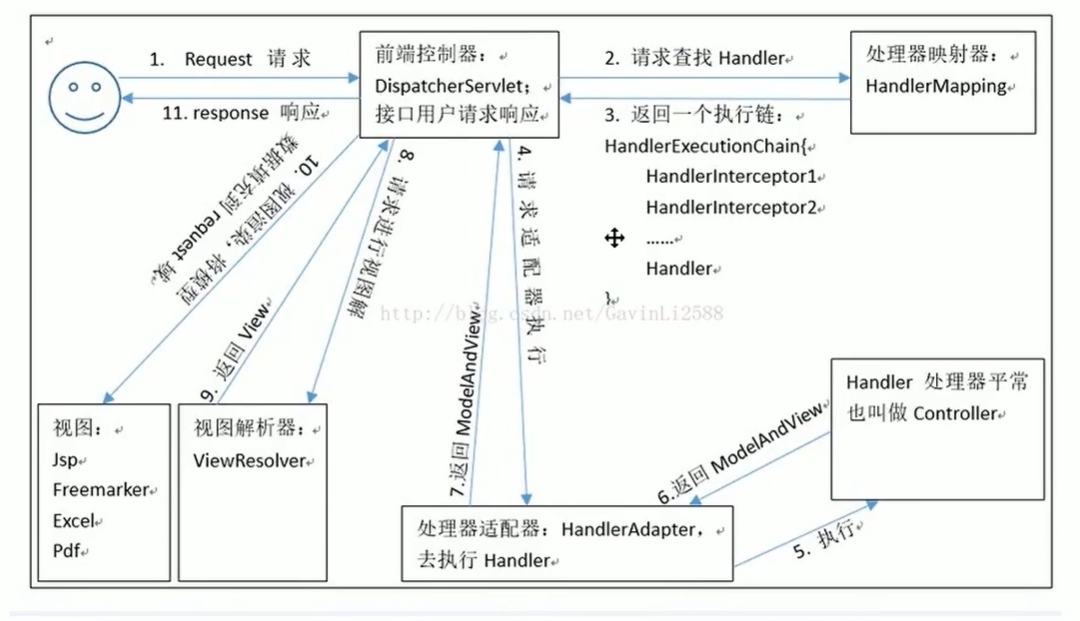 1. Request 请求
11. response 响应
前端控制器：
DispatcherServlet；
接口用户请求响应
2. 请求查找 Handler
3. 返回一个执行链：
HandlerExecutionChain{
HandlerInterceptor1
HandlerInterceptor2
……
Handler
}
处理器映射器：
HandlerMapping
10. 视图渲染，将模型
数据填充到 request 域
9. 返回 View
8. 请求进行视图解
4. 请求适配器执行
7.返回 ModelAndView
http://blog.csdn.net/GavinLi2588
Handler 处理器平常
也叫做 Controller
6.返回 ModelAndView
5. 执行
视图：
Jsp
Freemarker
Excel
Pdf
视图解析器：
ViewResolver
处理器适配器：HandlerAdapter，
去执行 Handler